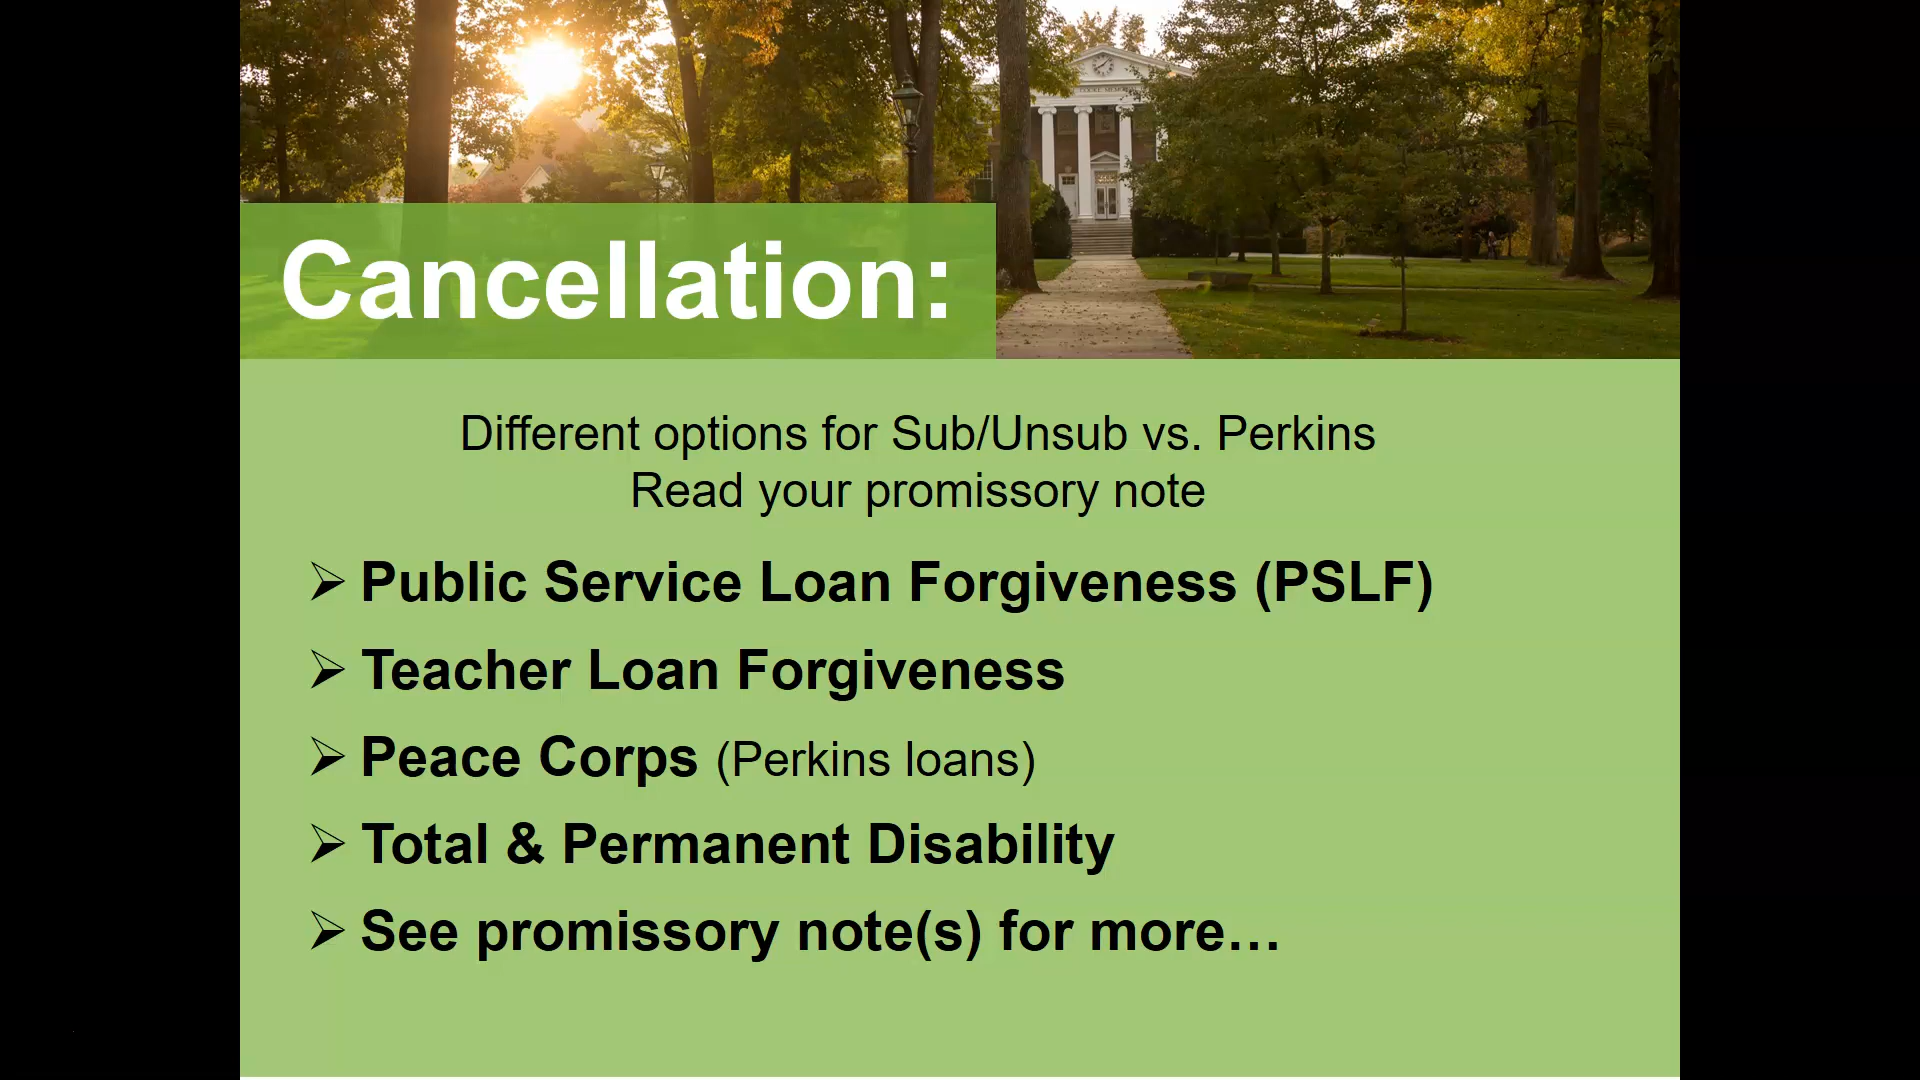 Cancellation:
Different options for Sub/Unsub vs. Perkins
Read your promissory note
➢ Public Service Loan Forgiveness (PSLF)
➢ Teacher Loan Forgiveness
➢ Peace Corps (Perkins loans)
➢ Total & Permanent Disability
➢ See promissory note(s) for more…